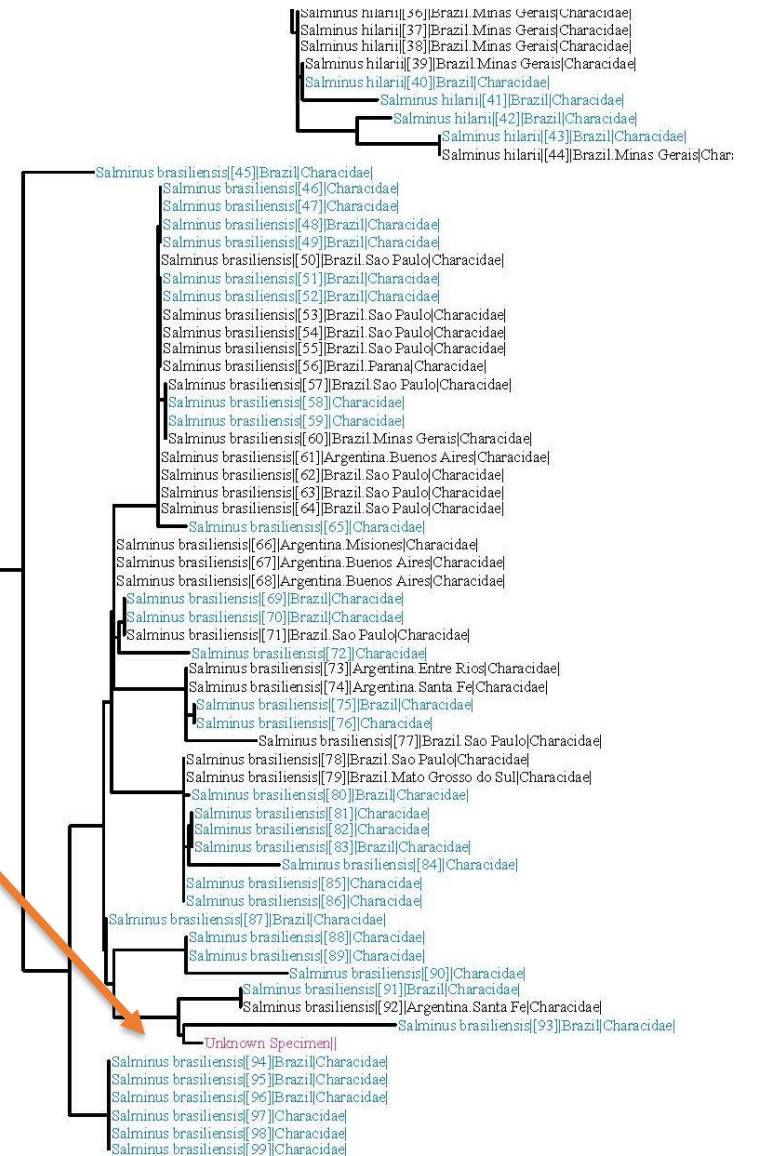 Salminus hilarii|[36]|Brazil.Minas Gerais|Characidae|
Salminus hilarii|[37]|Brazil.Minas Gerais|Characidae|
Salminus hilarii|[38]|Brazil.Minas Gerais|Characidae|
Salminus hilarii|[39]|Brazil.Minas Gerais|Characidae|
Salminus hilarii|[40]|Brazil|Characidae|
Salminus hilarii|[41]|Brazil|Characidae|
Salminus hilarii|[42]|Brazil|Characidae|
Salminus hilarii|[43]|Brazil|Characidae|
Salminus hilarii|[44]|Brazil.Minas Gerais|Char
Salminus brasiliensis|[45]|Brazil|Characidae|
Salminus brasiliensis|[46]|Characidae|
Salminus brasiliensis|[47]|Characidae|
Salminus brasiliensis|[48]|Brazil|Characidae|
Salminus brasiliensis|[49]|Brazil|Characidae|
Salminus brasiliensis|[50]|Brazil.Sao Paulo|Characidae|
Salminus brasiliensis|[51]|Brazil|Characidae|
Salminus brasiliensis|[52]|Brazil|Characidae|
Salminus brasiliensis|[53]|Brazil.Sao Paulo|Characidae|
Salminus brasiliensis|[54]|Brazil.Sao Paulo|Characidae|
Salminus brasiliensis|[55]|Brazil.Sao Paulo|Characidae|
Salminus brasiliensis|[56]|Brazil.Parana|Characidae|
Salminus brasiliensis|[57]|Brazil.Sao Paulo|Characidae|
Salminus brasiliensis|[58]|Characidae|
Salminus brasiliensis|[59]|Characidae|
Salminus brasiliensis|[60]|Brazil.Minas Gerais|Characidae|
Salminus brasiliensis|[61]|Argentina.Buenos Aires|Characidae|
Salminus brasiliensis|[62]|Brazil.Sao Paulo|Characidae|
Salminus brasiliensis|[63]|Brazil.Sao Paulo|Characidae|
Salminus brasiliensis|[64]|Brazil.Sao Paulo|Characidae|
Salminus brasiliensis|[65]|Characidae|
Salminus brasiliensis|[66]|Argentina.Misiones|Characidae|
Salminus brasiliensis|[67]|Argentina.Buenos Aires|Characidae|
Salminus brasiliensis|[68]|Argentina.Buenos Aires|Characidae|
Salminus brasiliensis|[69]|Brazil|Characidae|
Salminus brasiliensis|[70]|Brazil|Characidae|
Salminus brasiliensis|[71]|Brazil.Sao Paulo|Characidae|
Salminus brasiliensis|[72]|Characidae|
Salminus brasiliensis|[73]|Argentina.Entre Rios|Characidae|
Salminus brasiliensis|[74]|Argentina.Santa Fe|Characidae|
Salminus brasiliensis|[75]|Brazil|Characidae|
Salminus brasiliensis|[76]|Characidae|
Salminus brasiliensis|[77]|Brazil.Sao Paulo|Characidae|
Salminus brasiliensis|[78]|Brazil.Sao Paulo|Characidae|
Salminus brasiliensis|[79]|Brazil.Mato Grosso do Sul|Characidae|
Salminus brasiliensis|[80]|Brazil|Characidae|
Salminus brasiliensis|[81]|Characidae|
Salminus brasiliensis|[82]|Characidae|
Salminus brasiliensis|[83]|Brazil|Characidae|
Salminus brasiliensis|[84]|Characidae|
Salminus brasiliensis|[85]|Characidae|
Salminus brasiliensis|[86]|Characidae|
Salminus brasiliensis|[87]|Brazil|Characidae|
Salminus brasiliensis|[88]|Characidae|
Salminus brasiliensis|[89]|Characidae|
Salminus brasiliensis|[90]|Characidae|
Salminus brasiliensis|[91]|Brazil|Characidae|
Salminus brasiliensis|[92]|Argentina.Santa Fe|Characidae|
Salminus brasiliensis|[93]|Brazil|Characidae|
Unknown Specimen||
Salminus brasiliensis|[94]|Brazil|Characidae|
Salminus brasiliensis|[95]|Brazil|Characidae|
Salminus brasiliensis|[96]|Brazil|Characidae|
Salminus brasiliensis|[97]|Characidae|
Salminus brasiliensis|[98]|Characidae|
Salminus brasiliensis|[99]|Characidae|